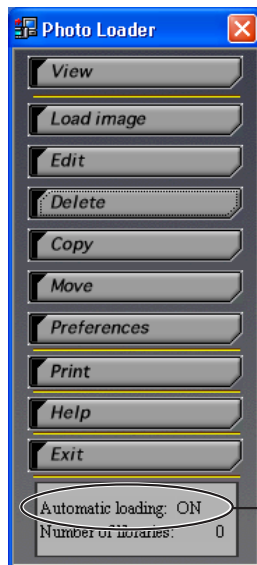 Photo Loader
View
Load image
Edit
Delete
Copy
Move
Preferences
Print
Help
Exit
Automatic loading: ON
Number of libraries: 0